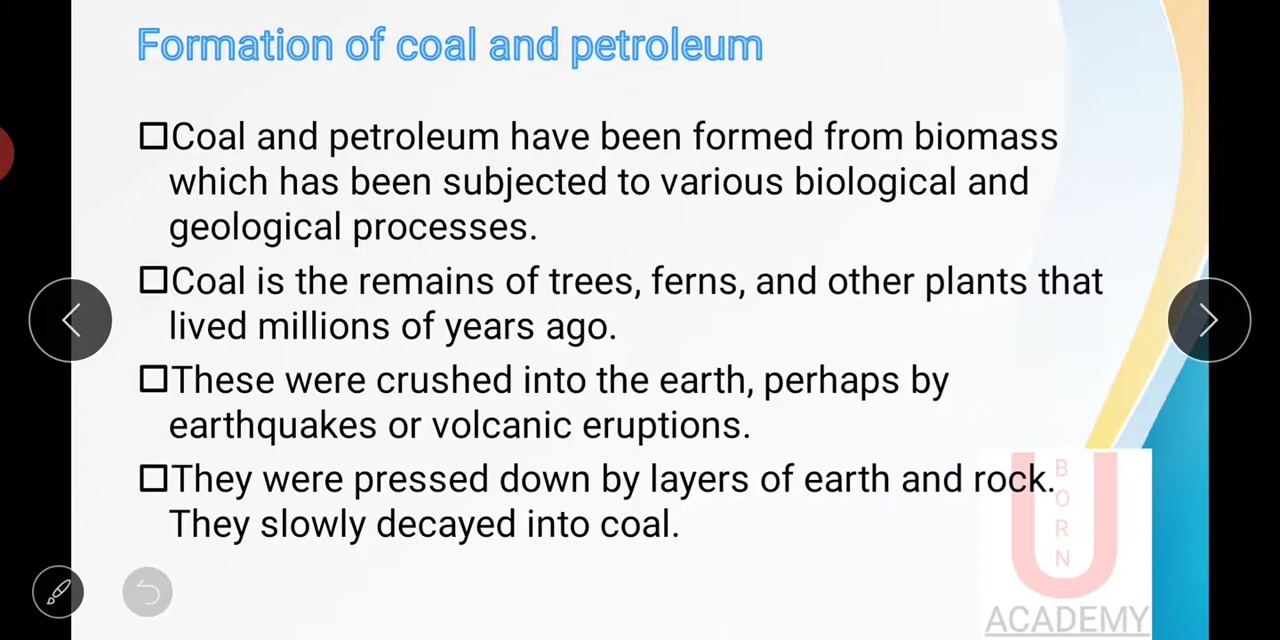 Formation of coal and petroleum
Coal and petroleum have been formed from biomass
which has been subjected to various biological and
geological processes.
Coal is the remains of trees, ferns, and other plants that
lived millions of years ago.
These were crushed into the earth, perhaps by
earthquakes or volcanic eruptions.
They were pressed down by layers of earth and rock.
They slowly decayed into coal.
U
BORN
ACADEMY